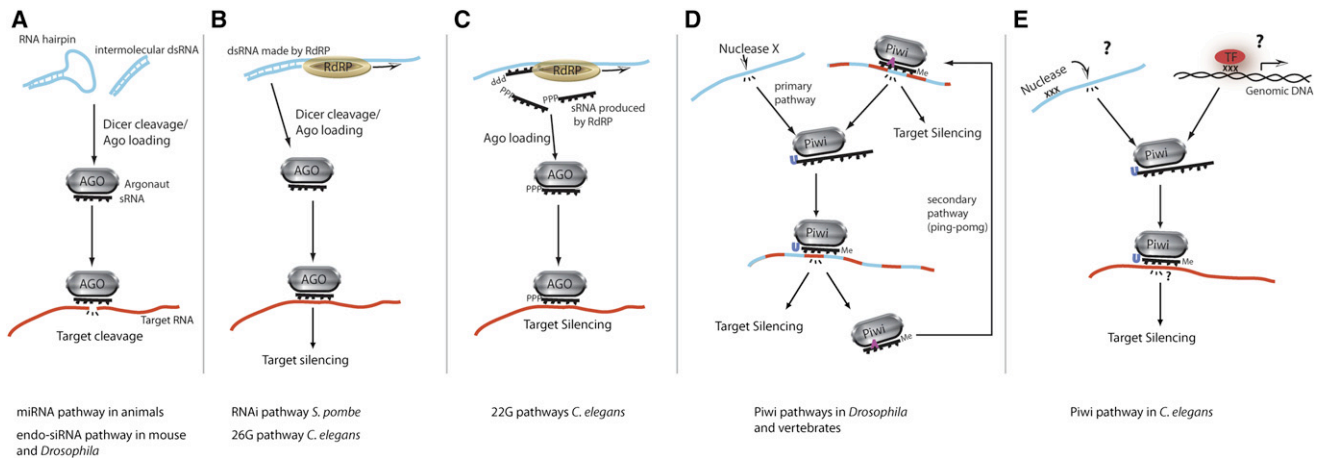 A
RNA hairpin
intermolecular dsRNA
Dicer cleavage/
Ago loading
AGO
Argonaut
sRNA
AGO
Target RNA
Target cleavage
miRNA pathway in animals
endo-siRNA pathway in mouse
and Drosophila
B
dsRNA made by RdRP
RdRP
Dicer cleavage/
Ago loading
AGO
AGO
Target silencing
RNAi pathway S. pombe
26G pathway C. elegans
C
RdRP
ppp
PPP
PPP
sRNA produced
by RdRP
Ago loading
AGO
PPP
AGO
PPP
Target Silencing
22G pathways C. elegans
D
Nuclease X
Piwi
A
Me
primary
pathway
Target Silencing
Piwi
U
secondary
pathway
(ping-pomg)
Piwi
U
Me
Target Silencing
Piwi
A
Me
Piwi pathways in Drosophila
and vertebrates
E
?
?
TF
xxx
Nuclease
xxx
Genomic DNA
Piwi
U
Piwi
U
Me
?
Target Silencing
Piwi pathway in C. elegans